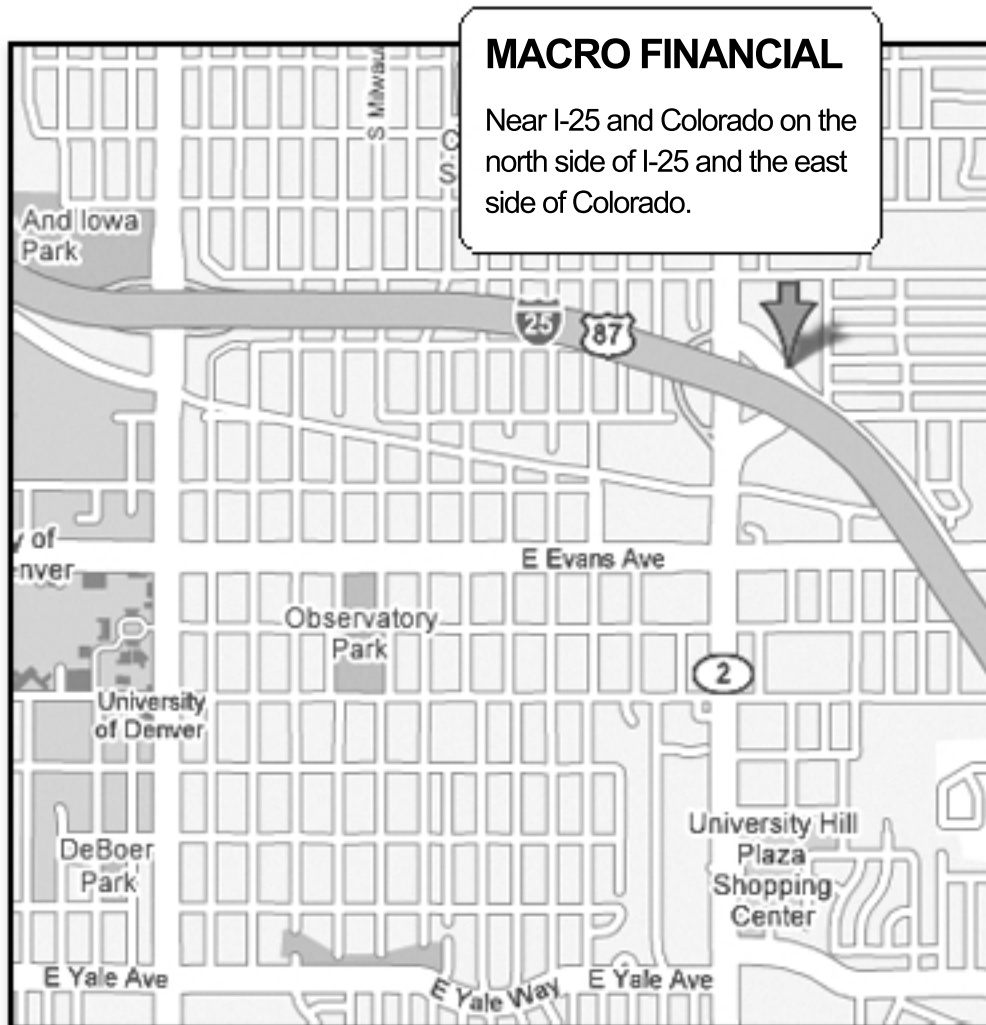 MACRO FINANCIAL
Near I-25 and Colorado on the
north side of I-25 and the east
side of Colorado.
S Milwau
C
S
And Iowa
Park
25
87
y of
enver
E Evans Ave
Observatory
Park
2
University
of Denver
University Hill
Plaza
Shopping
Center
DeBoer
Park
E Yale Ave
E Yale Way
E Yale Ave